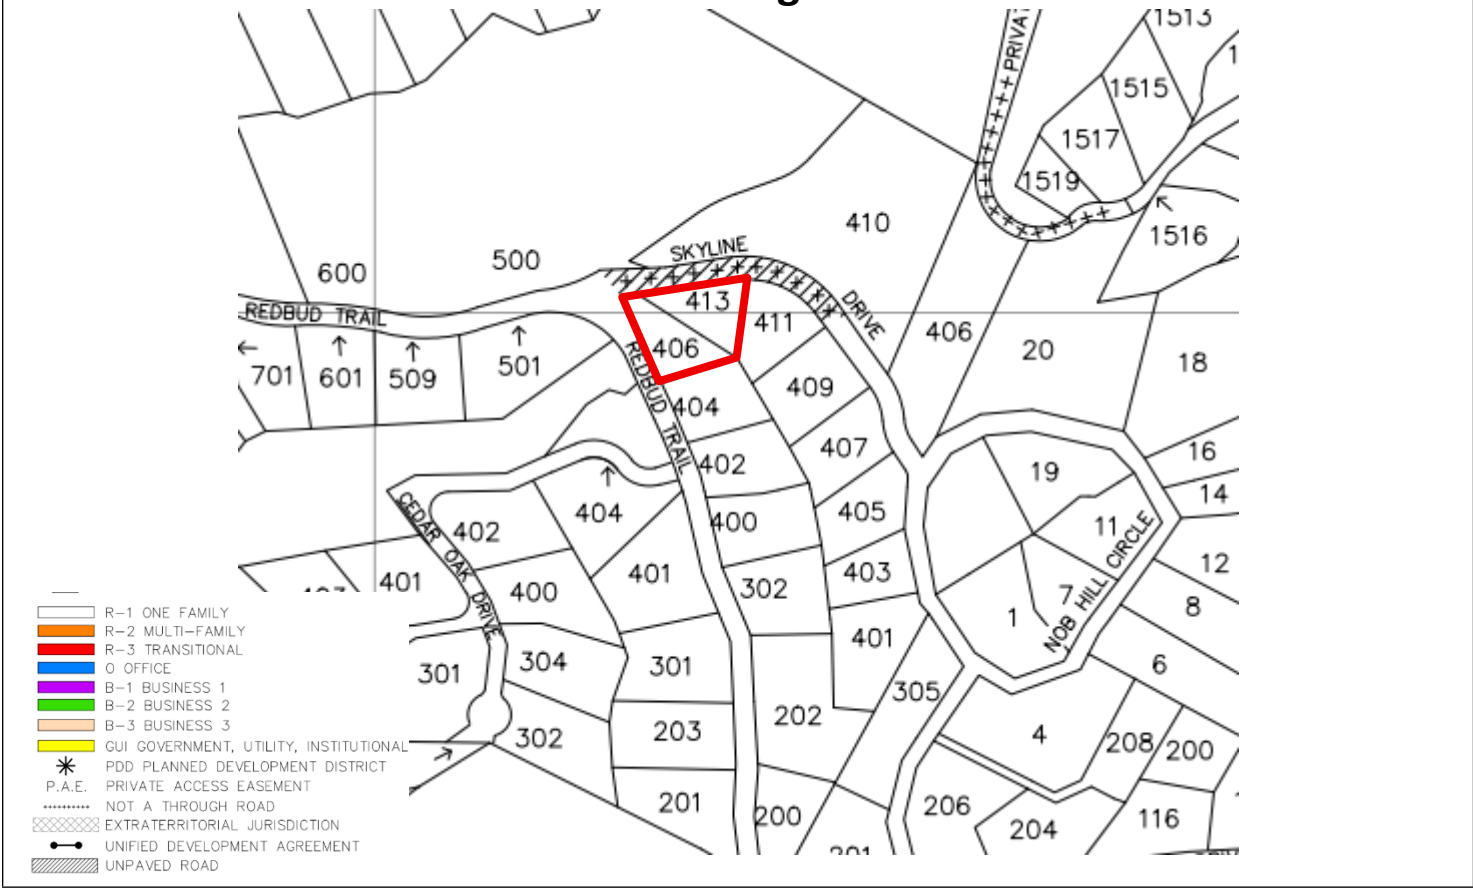 PRIVA
1513
1515
1517
1519
1516
410
SKYLINE
DRIVE
500
600
REDBUD TRAIL
413
411
406
406
20
18
701
601
509
501
REDBUD TRAIL
404
409
402
407
19
16
14
404
400
405
11
402
CEDAR OAK DRIVE
401
400
401
302
403
7
NOB HILL CIRCLE
12
8
1
401
6
301
304
301
305
302
203
202
4
208
200
201
200
206
204
116
R-1 ONE FAMILY
R-2 MULTI-FAMILY
R-3 TRANSITIONAL
O OFFICE
B-1 BUSINESS 1
B-2 BUSINESS 2
B-3 BUSINESS 3
GUI GOVERNMENT, UTILITY, INSTITUTIONAL
PDD PLANNED DEVELOPMENT DISTRICT
P.A.E. PRIVATE ACCESS EASEMENT
NOT A THROUGH ROAD
EXTRATERRITORIAL JURISDICTION
UNIFIED DEVELOPMENT AGREEMENT
UNPAVED ROAD